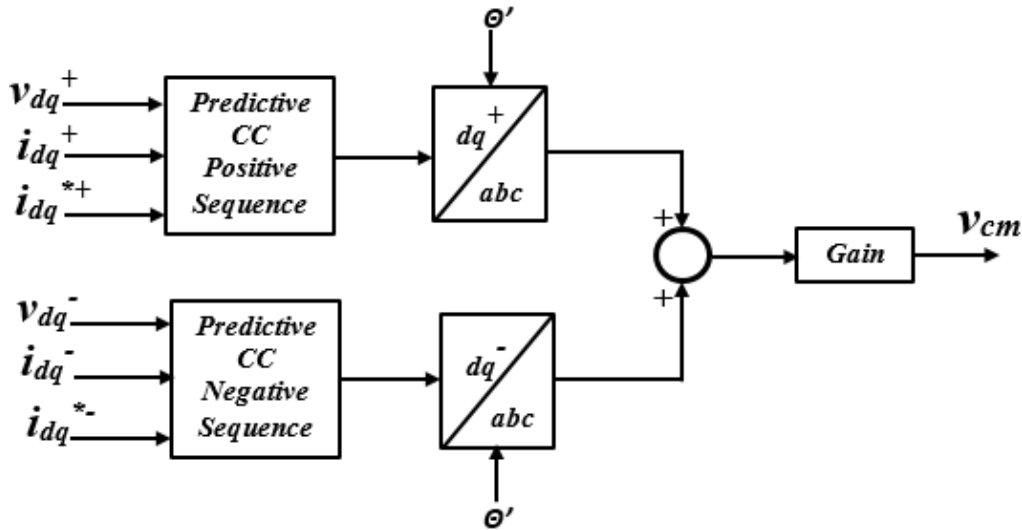 Θ'
v_dq^+
i_dq^+
i_dq^*+
Predictive
CC
Positive
Sequence
dq^+
abc
+
+
Gain
v_cm
v_dq^-
i_dq^-
i_dq^*-
Predictive
CC
Negative
Sequence
dq^-
abc
Θ'